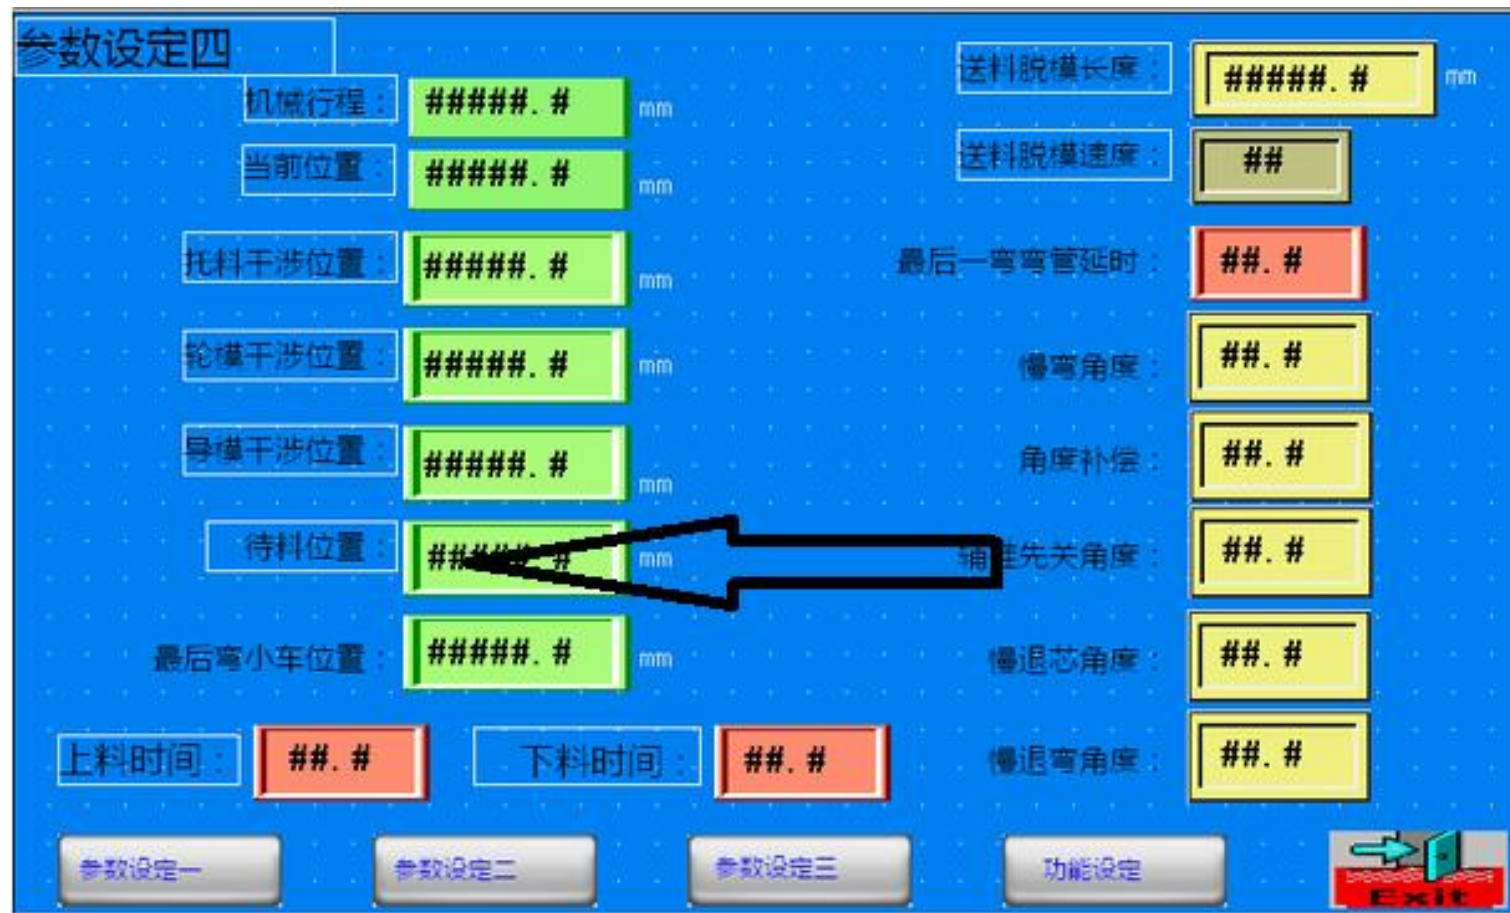 参数设定四
机械行程：
#####.#
mm
当前位置：
#####.#
mm
托料干涉位置：
#####.#
mm
轮模干涉位置：
#####.#
mm
导模干涉位置：
#####.#
mm
待料位置：
mm
最后弯小车位置：
#####.#
mm
上料时间：
##.#
下料时间：
##.#
送料脱模长度：
#####.#
mm
送料脱模速度：
##
最后一弯弯管延时：
##.#
慢弯角度：
##.#
角度补偿：
##.#
先关角度：
##.#
慢退芯角度：
##.#
慢退弯角度：
##.#
参数设定一
参数设定二
参数设定三
功能设定
Exit